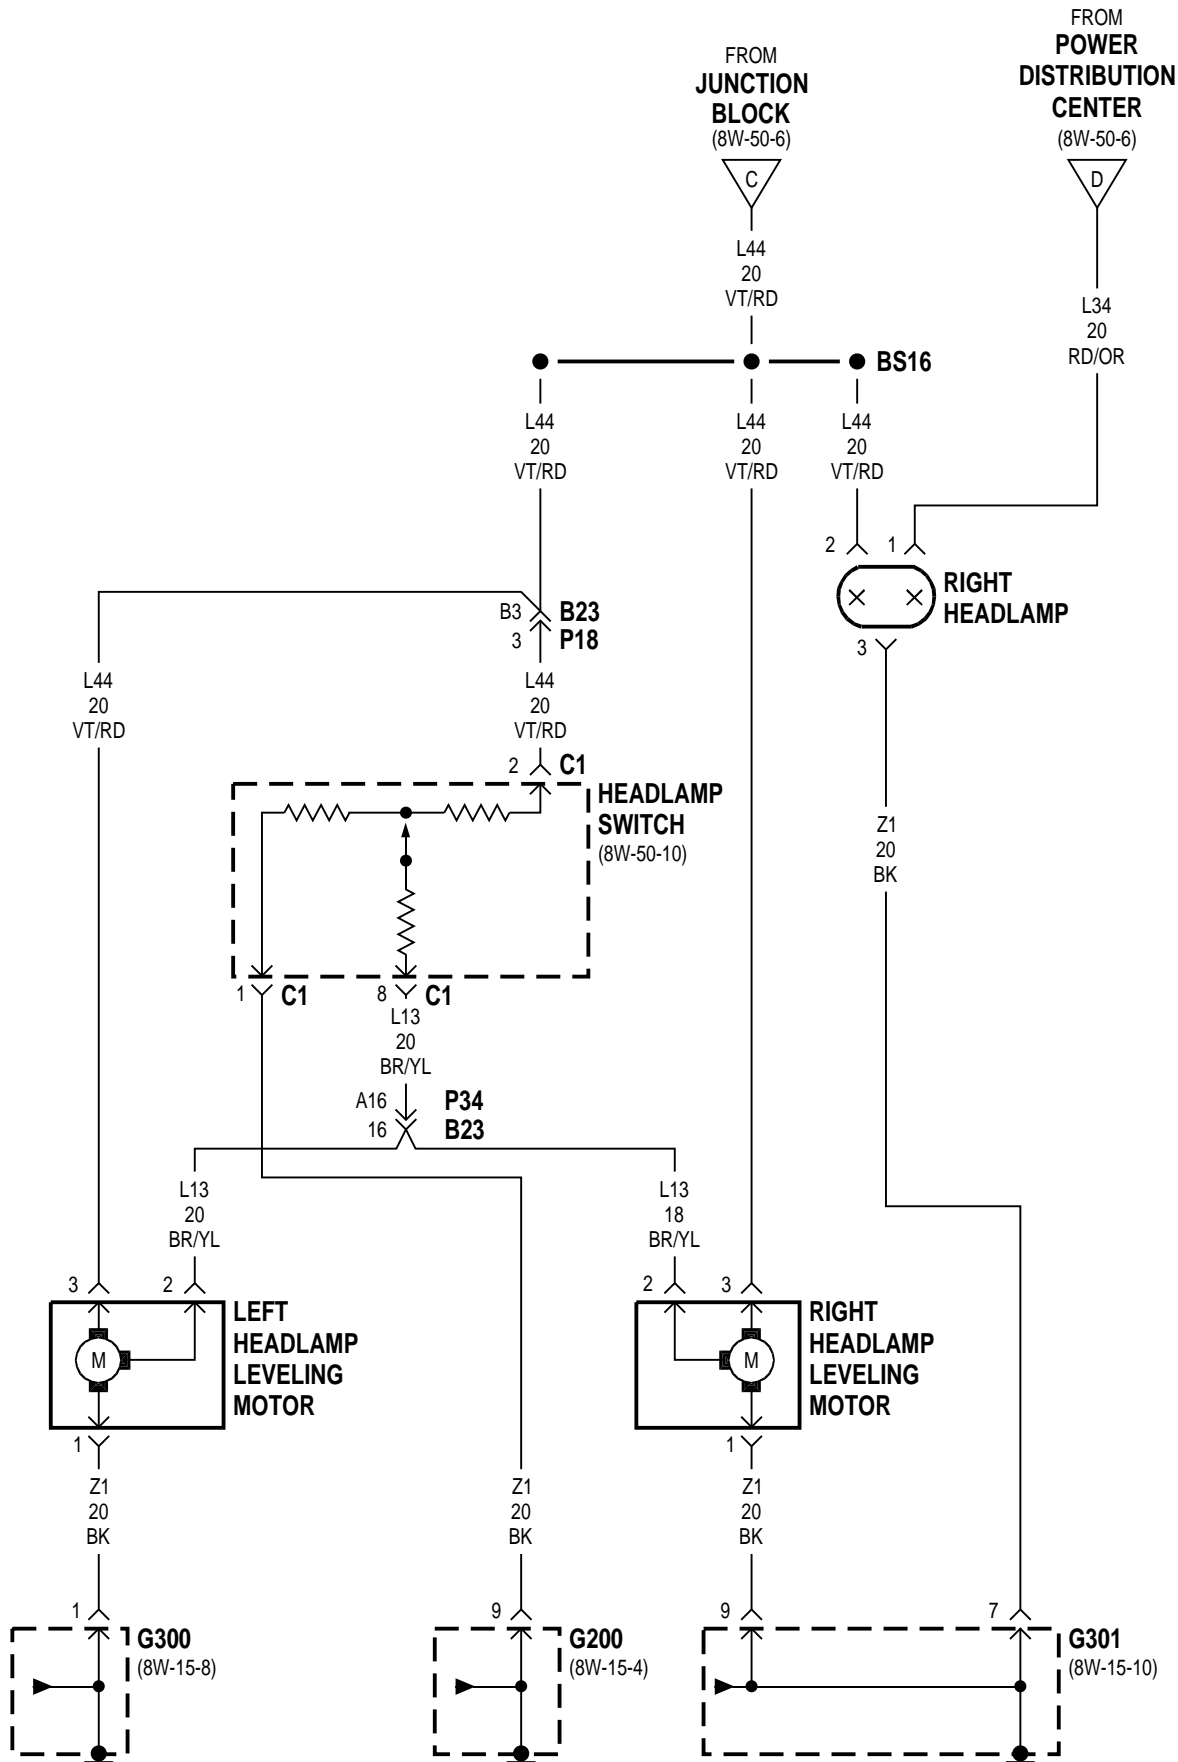 FROM
JUNCTION
BLOCK
(8W-50-6)
C
FROM
POWER
DISTRIBUTION
CENTER
(8W-50-6)
D
L44
20
VT/RD
L34
20
RD/OR
BS16
L44
20
VT/RD
L44
20
VT/RD
L44
20
VT/RD
2
1
RIGHT
HEADLAMP
3
B3
B23
3
P18
L44
20
VT/RD
L44
20
VT/RD
2
C1
HEADLAMP
SWITCH
(8W-50-10)
Z1
20
BK
1
C1
8
C1
L13
20
BR/YL
A16
P34
16
B23
L13
20
BR/YL
L13
18
BR/YL
3
2
LEFT
HEADLAMP
LEVELING
MOTOR
M
2
3
RIGHT
HEADLAMP
LEVELING
MOTOR
M
1
1
Z1
20
BK
Z1
20
BK
Z1
20
BK
1
G300
(8W-15-8)
9
G200
(8W-15-4)
9
7
G301
(8W-15-10)